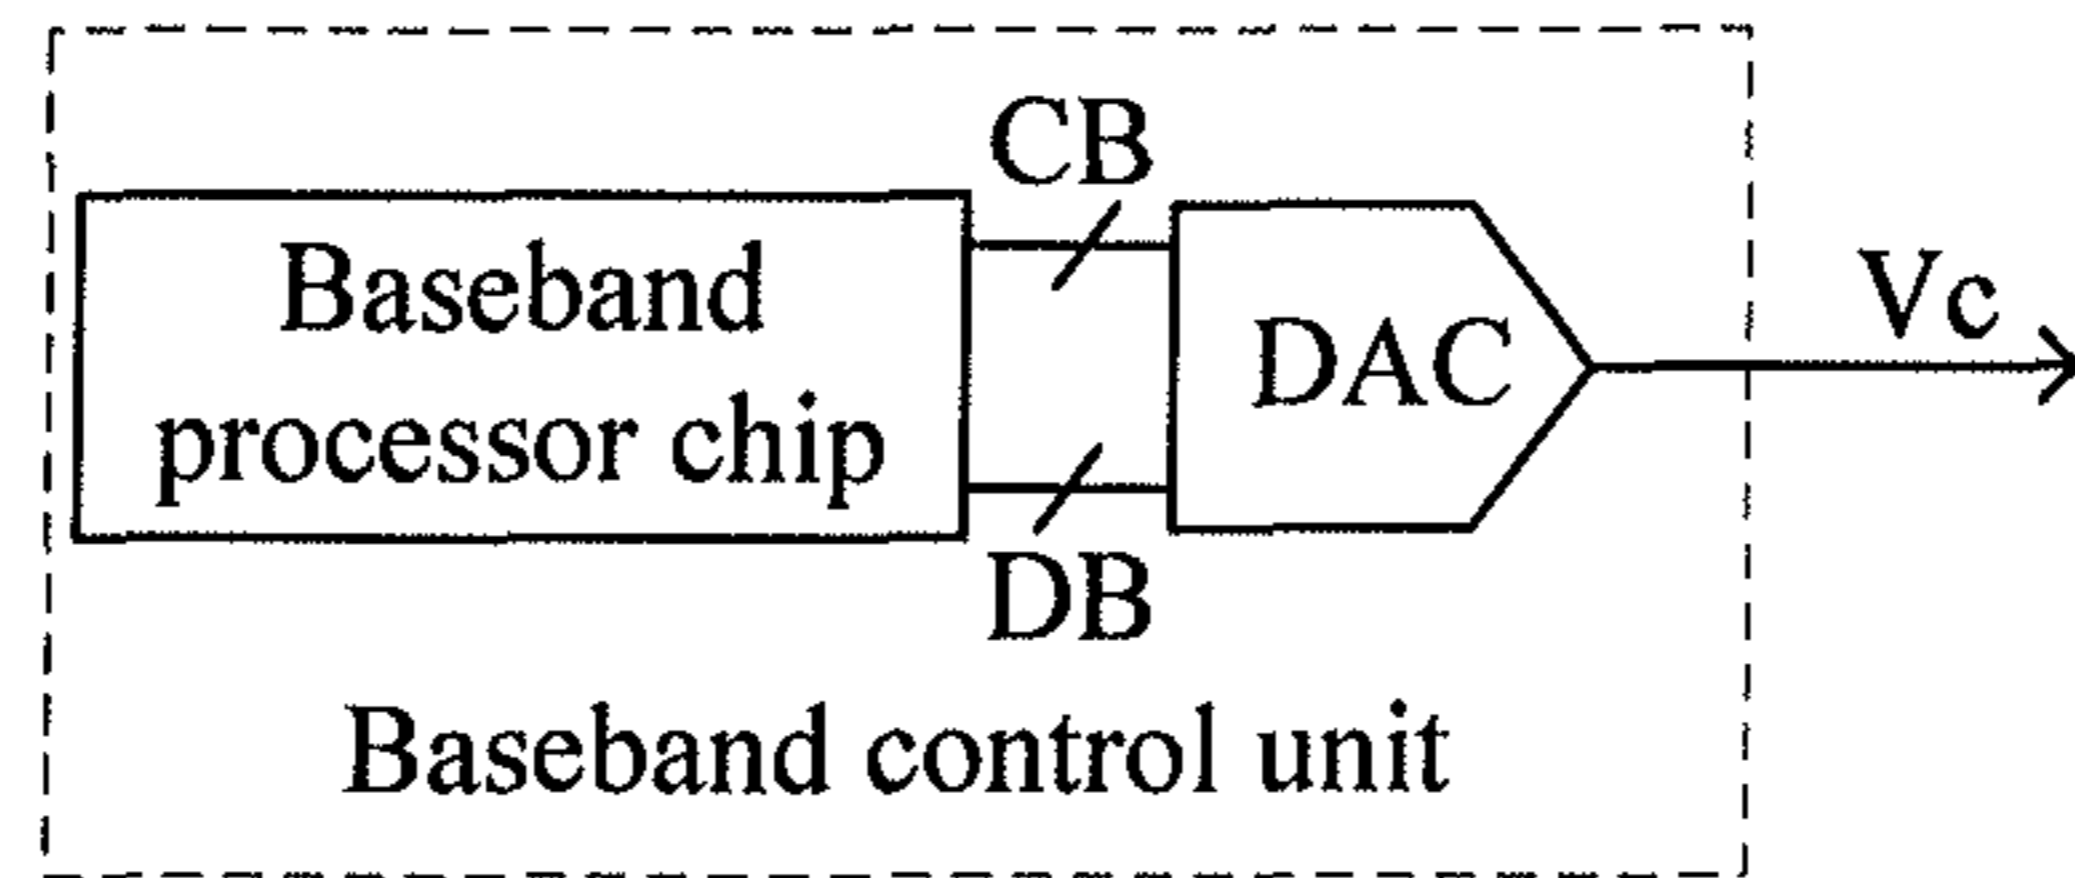 CB
Baseband
processor chip
DAC
Vc
DB
Baseband control unit